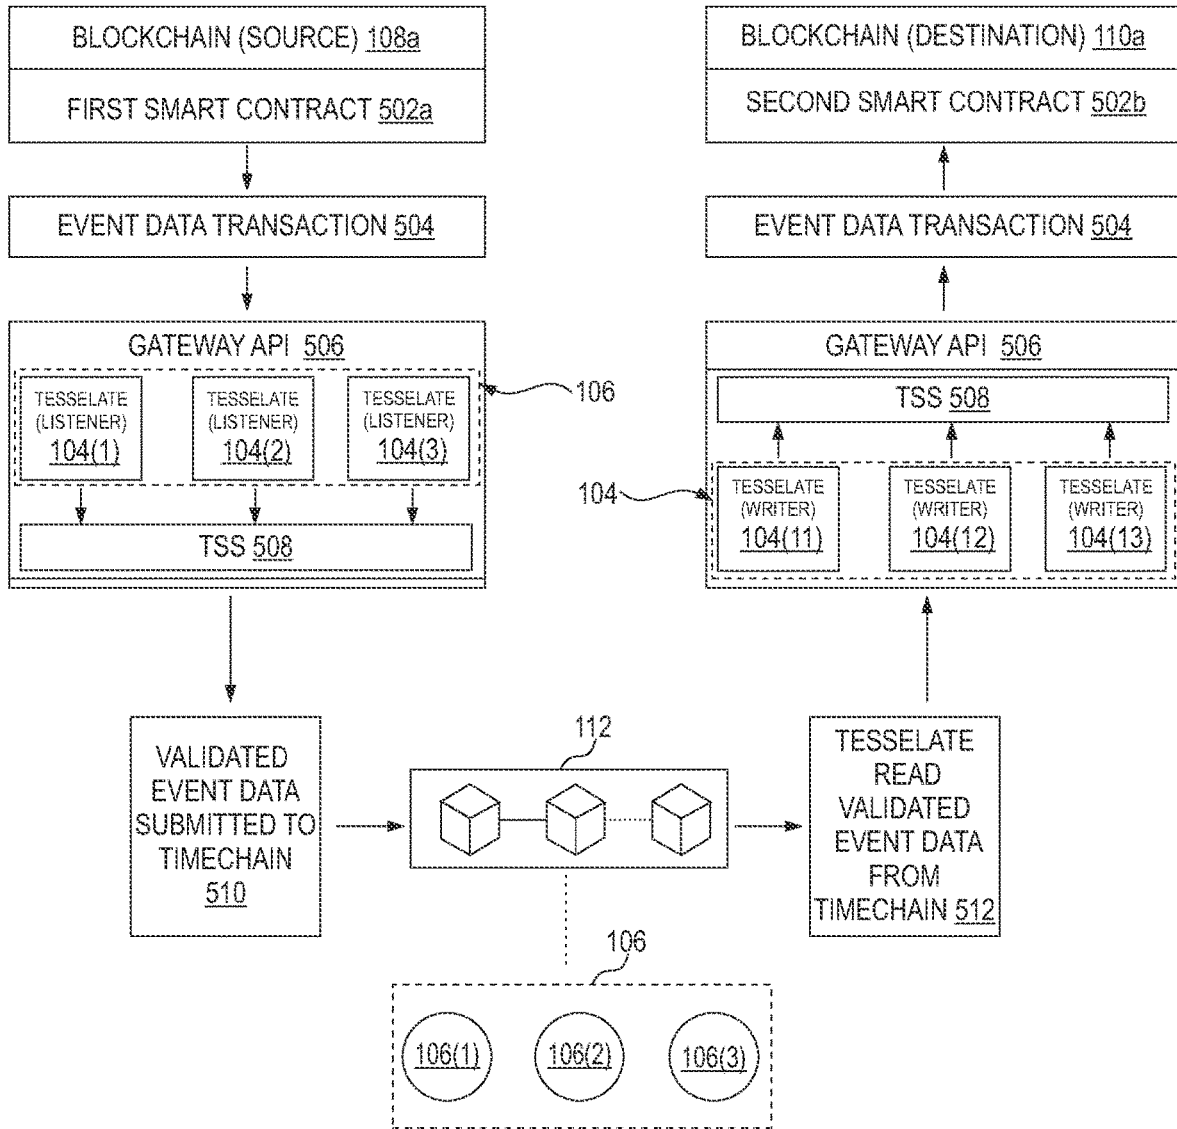 BLOCKCHAIN (SOURCE) 108a
FIRST SMART CONTRACT 502a
EVENT DATA TRANSACTION 504
GATEWAY API 506
TESSELATE
(LISTENER)
104(1)
TESSELATE
(LISTENER)
104(2)
TESSELATE
(LISTENER)
104(3)
106
TSS 508
VALIDATED
EVENT DATA
SUBMITTED TO
TIMECHAIN
510
112
106
106(1)
106(2)
106(3)
BLOCKCHAIN (DESTINATION) 110a
SECOND SMART CONTRACT 502b
EVENT DATA TRANSACTION 504
GATEWAY API 506
TSS 508
104
TESSELATE
(WRITER)
104(11)
TESSELATE
(WRITER)
104(12)
TESSELATE
(WRITER)
104(13)
TESSELATE
READ
VALIDATED
EVENT DATA
FROM
TIMECHAIN 512